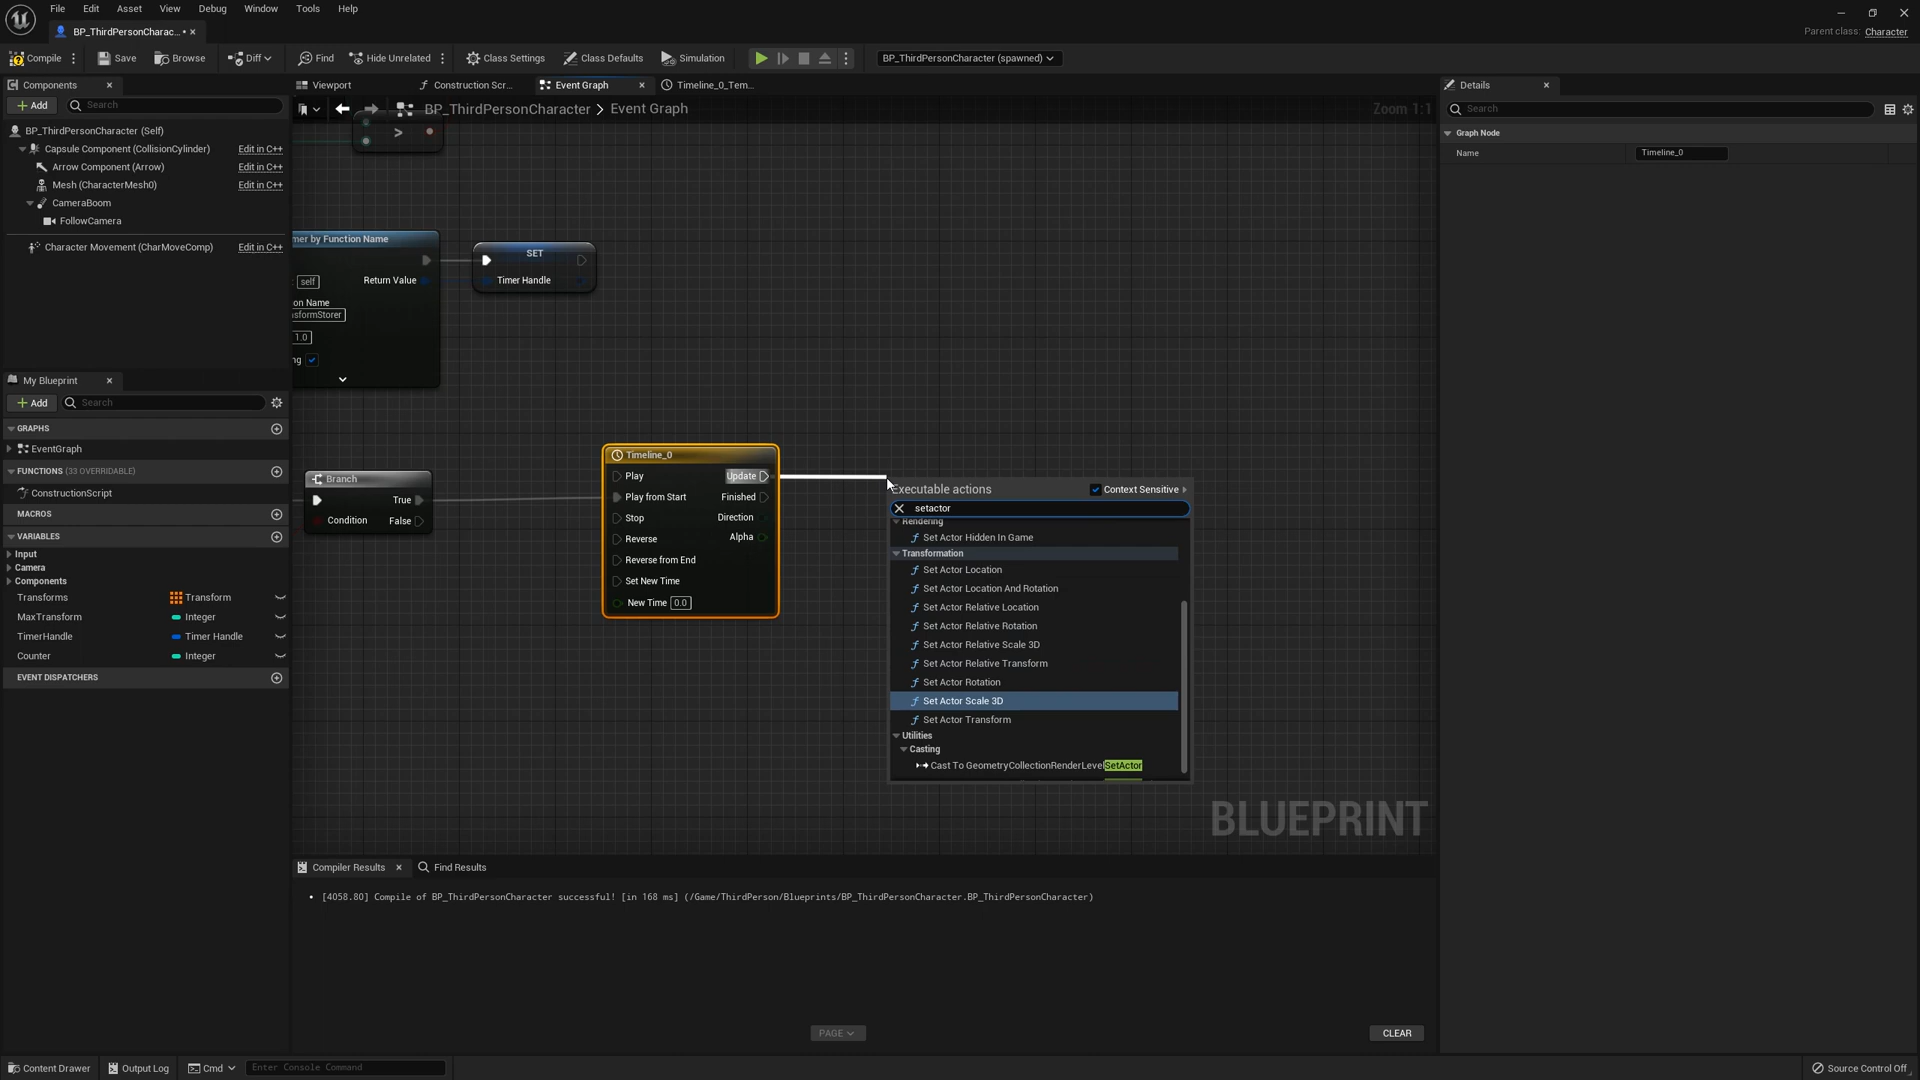 File Edit Asset View Debug Window Tools Help
BP_ThirdPersonCharac... •
Parent class: Character
Compile Save Browse Diff Find Hide Unrelated Class Settings Class Defaults Simulation BP_ThirdPersonCharacter (spawned)
Components
Viewport Construction Scr... Event Graph Timeline_0_Tem...
Details
Add Search
BP_ThirdPersonCharacter > Event Graph
Zoom 1:1
Search
BP_ThirdPersonCharacter (Self)
Capsule Component (CollisionCylinder) Edit in C++
Arrow Component (Arrow) Edit in C++
Mesh (CharacterMesh0) Edit in C++
CameraBoom
FollowCamera
Character Movement (CharMoveComp) Edit in C++
Graph Node
Name Timeline_0
>
mer by Function Name
self
Return Value
on Name
nsformStorer
1.0
ng
SET
Timer Handle
My Blueprint
Add Search
GRAPHS
EventGraph
FUNCTIONS (33 OVERRIDABLE)
ConstructionScript
MACROS
VARIABLES
Input
Camera
Components
Transforms Transform
MaxTransform Integer
TimerHandle Timer Handle
Counter Integer
EVENT DISPATCHERS
Branch
True
Condition False
Timeline_0
Play Update
Play from Start Finished
Stop Direction
Reverse Alpha
Reverse from End
Set New Time
New Time 0.0
Executable actions Context Sensitive
setactor
Rendering
Set Actor Hidden In Game
Transformation
Set Actor Location
Set Actor Location And Rotation
Set Actor Relative Location
Set Actor Relative Rotation
Set Actor Relative Scale 3D
Set Actor Relative Transform
Set Actor Rotation
Set Actor Scale 3D
Set Actor Transform
Utilities
Casting
Cast To GeometryCollectionRenderLevelSetActor
BLUEPRINT
Compiler Results Find Results
• [4058.80] Compile of BP_ThirdPersonCharacter successful! [in 168 ms] (/Game/ThirdPerson/Blueprints/BP_ThirdPersonCharacter.BP_ThirdPersonCharacter)
PAGE
CLEAR
Content Drawer Output Log Cmd Enter Console Command Source Control Off